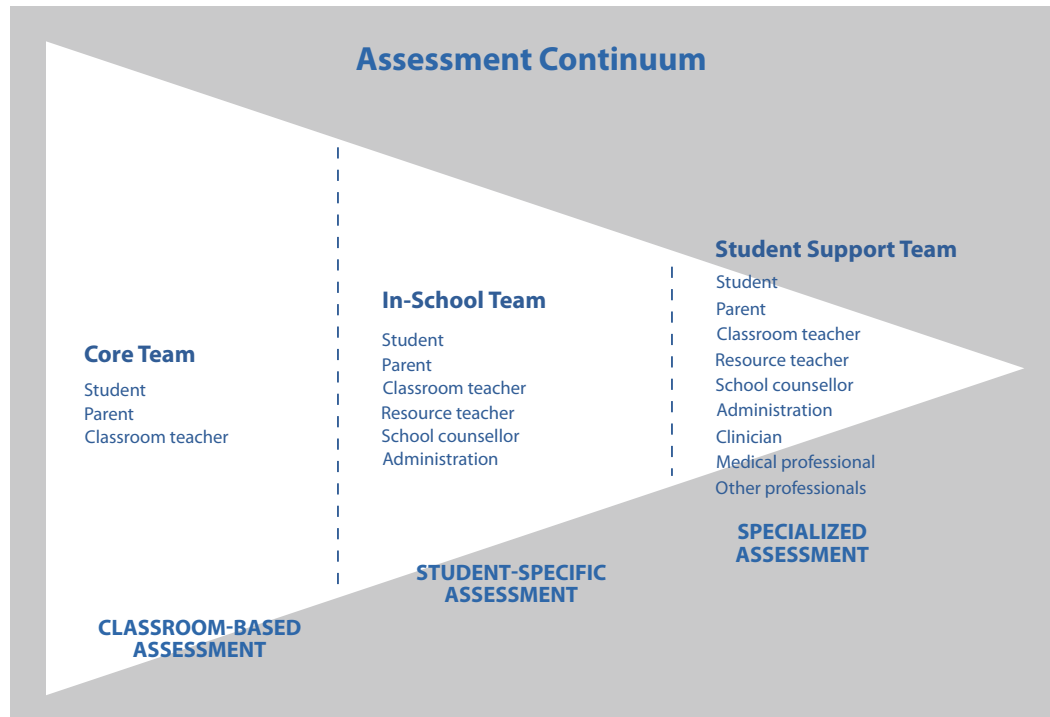 Assessment Continuum
Core Team
Student
Parent
Classroom teacher
CLASSROOM-BASED
ASSESSMENT
In-School Team
Student
Parent
Classroom teacher
Resource teacher
School counsellor
Administration
STUDENT-SPECIFIC
ASSESSMENT
Student Support Team
Student
Parent
Classroom teacher
Resource teacher
School counsellor
Administration
Clinician
Medical professional
Other professionals
SPECIALIZED
ASSESSMENT